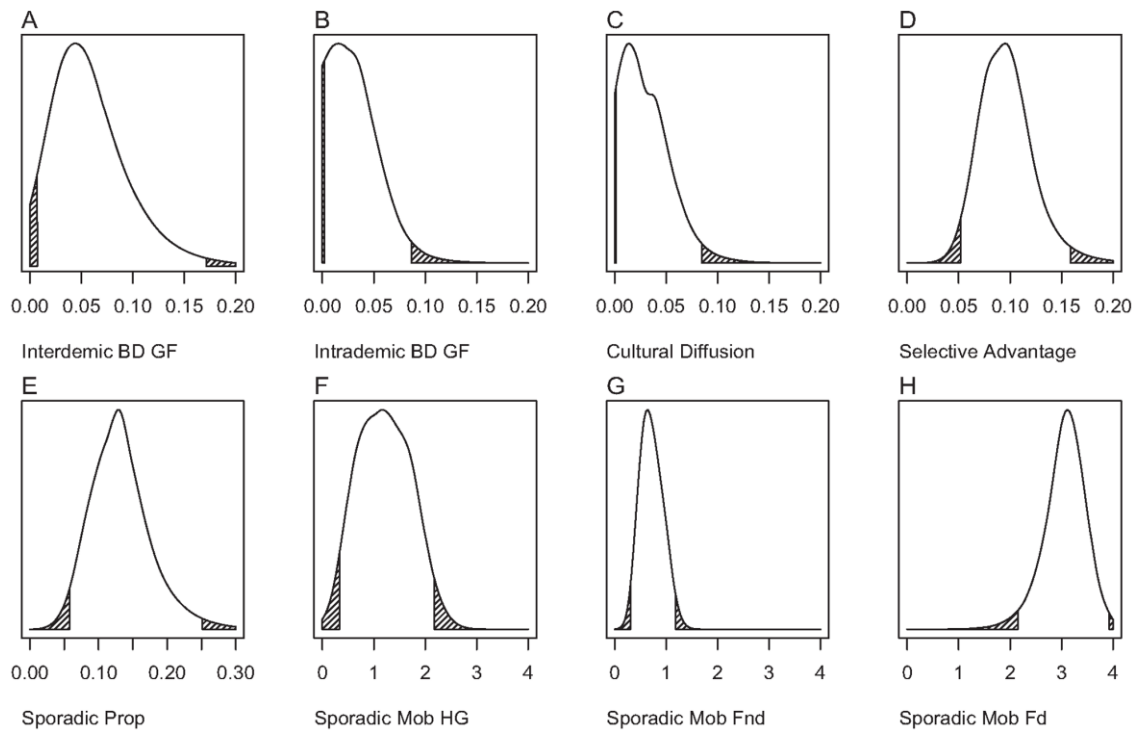 A B C D
0.00 0.05 0.10 0.15 0.20 0.00 0.05 0.10 0.15 0.20 0.00 0.05 0.10 0.15 0.20 0.00 0.05 0.10 0.15 0.20
Interdemic BD GF Intrademic BD GF Cultural Diffusion Selective Advantage
E F G H
0.00 0.10 0.20 0.30 0 1 2 3 4 0 1 2 3 4 0 1 2 3 4
Sporadic Prop Sporadic Mob HG Sporadic Mob Fnd Sporadic Mob Fd